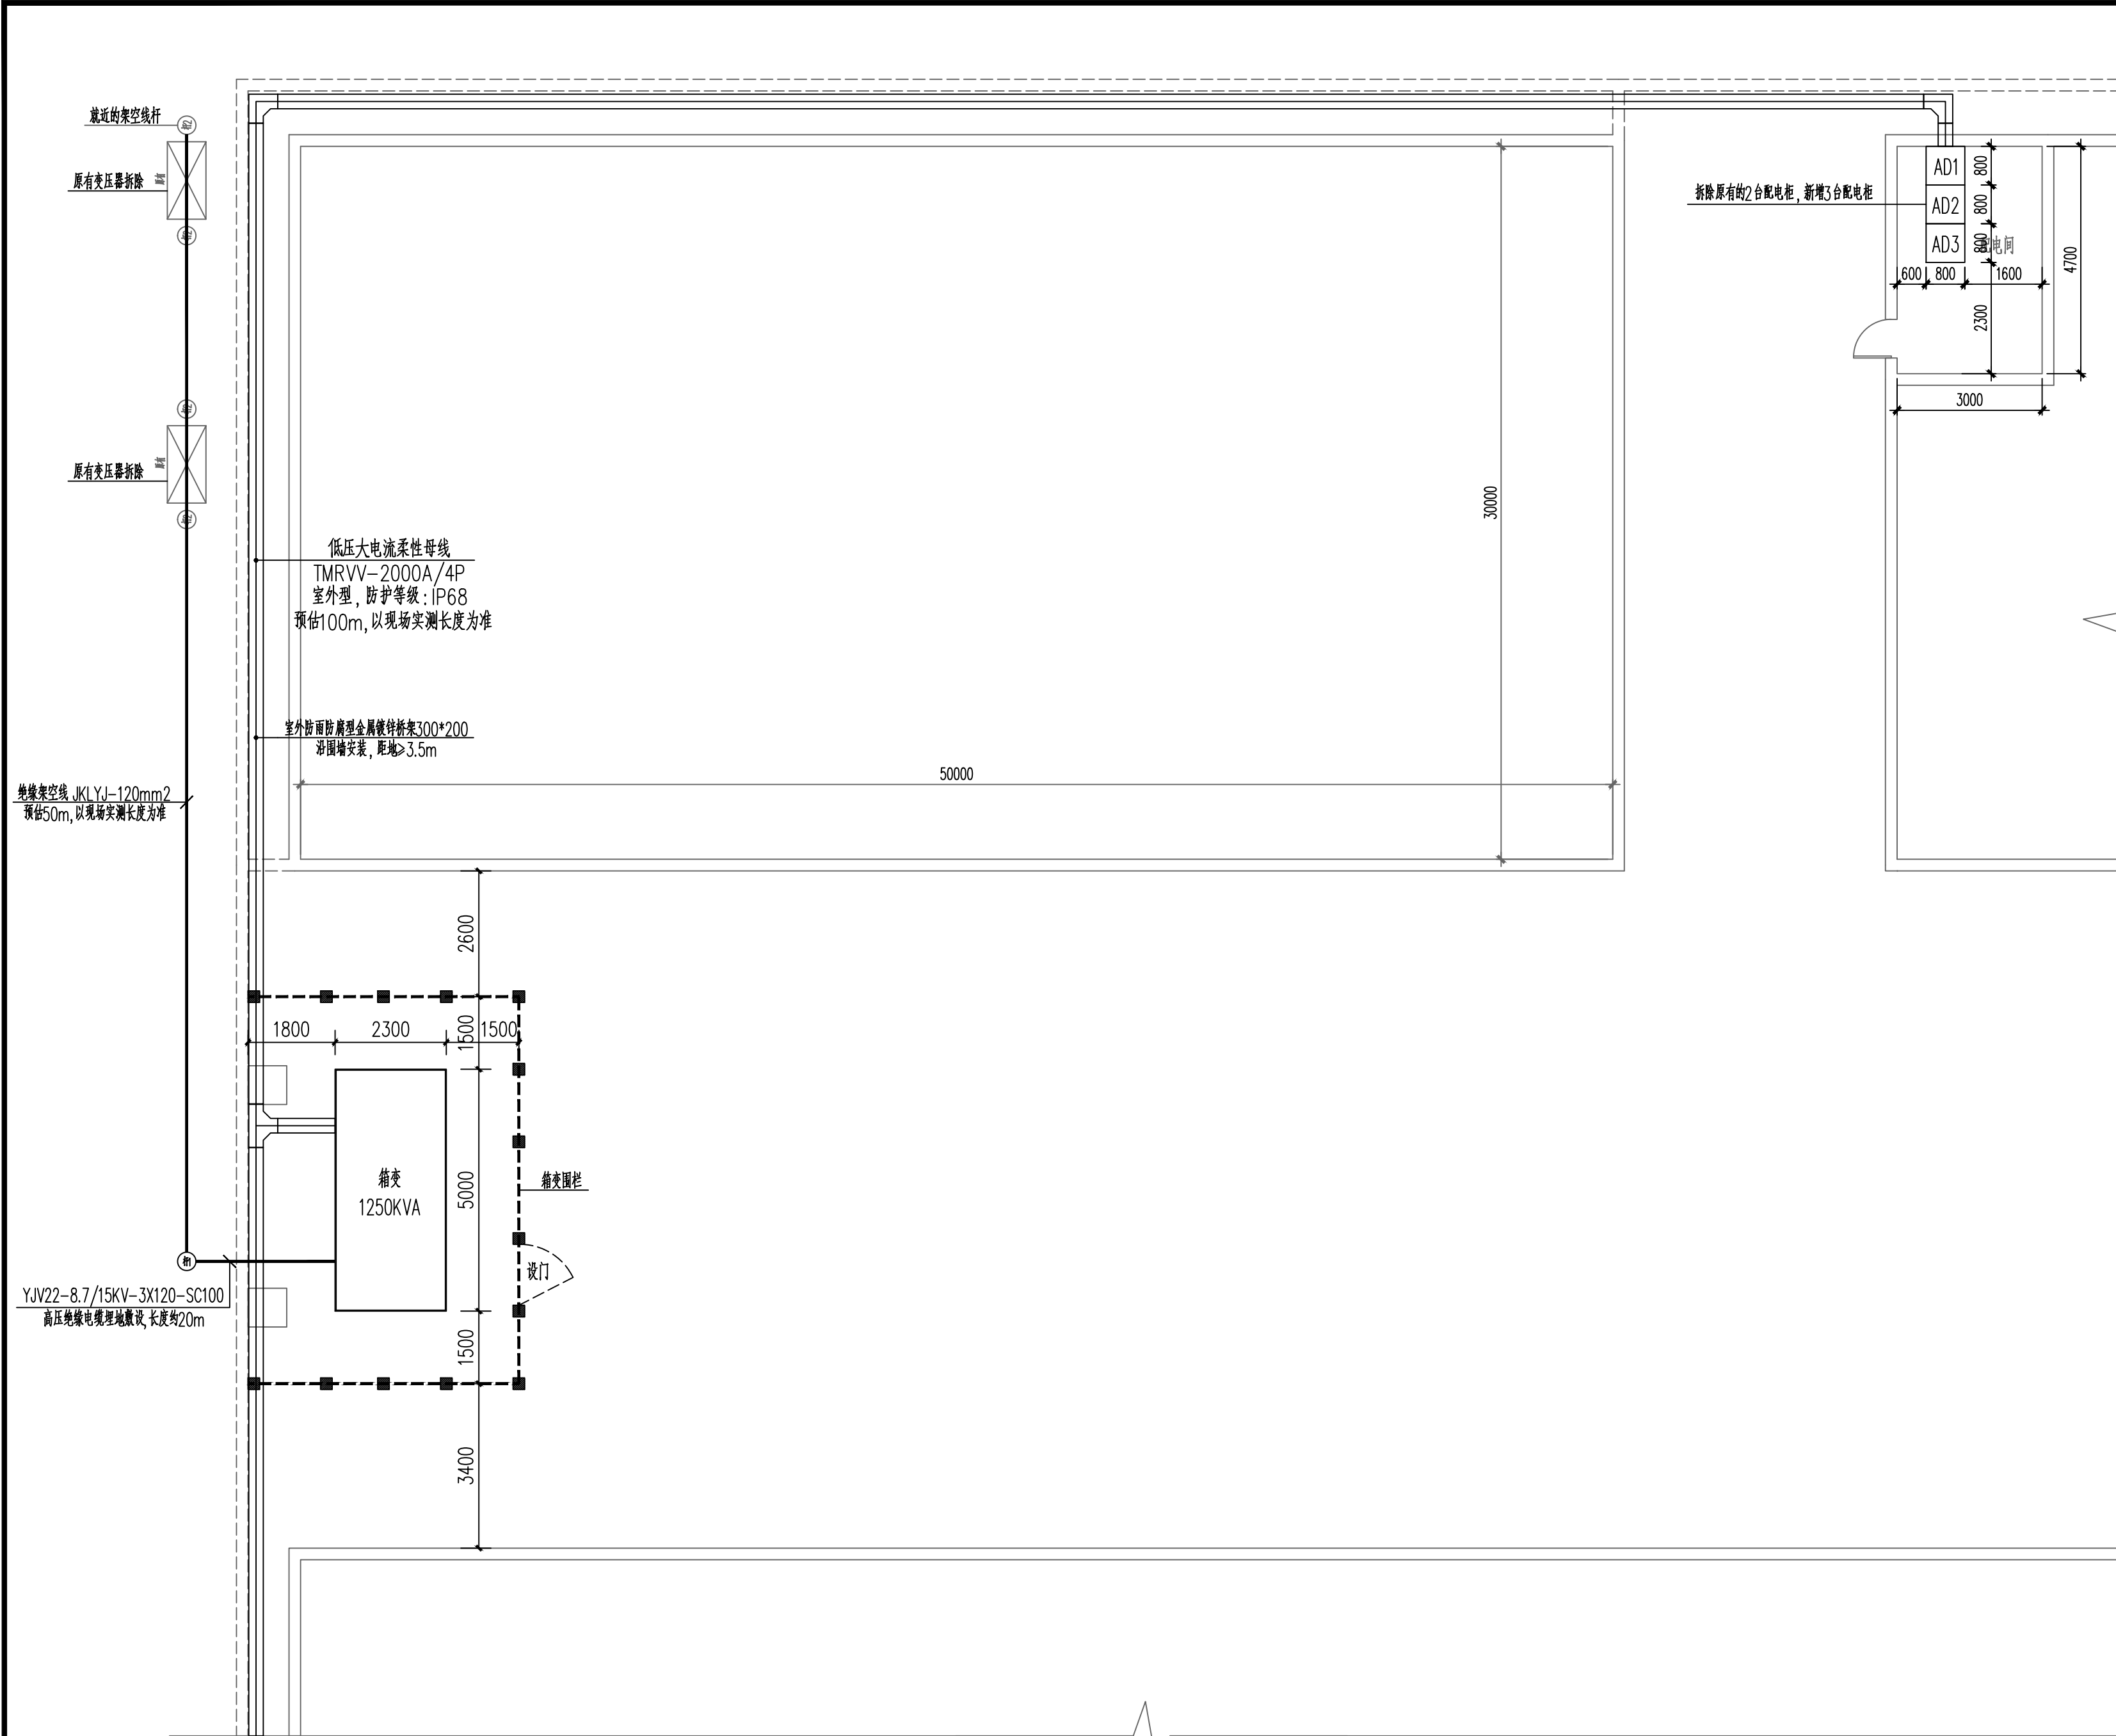 就近的架空线杆
原有变压器拆除
原有
原有变压器拆除
原有
低压大电流柔性母线
TMRVV-2000A/4P
室外型，防护等级：IP68
预估100m，以现场实测长度为准
室外防雨防腐型金属镀锌桥架300*200
沿围墙安装，距地≥3.5m
绝缘架空线 JKLYJ-120mm2
预估50m，以现场实测长度为准
50000
30000
拆除原有的2台配电柜，新增3台配电柜
AD1
AD2
AD3
800
800
800
配电间
600
800
1600
2300
4700
3000
2600
1800
2300
1500
1500
箱变
1250KVA
5000
箱变围栏
设门
YJV22-8.7/15KV-3X120-SC100
高压绝缘电缆埋地敷设，长度约20m
1500
3400